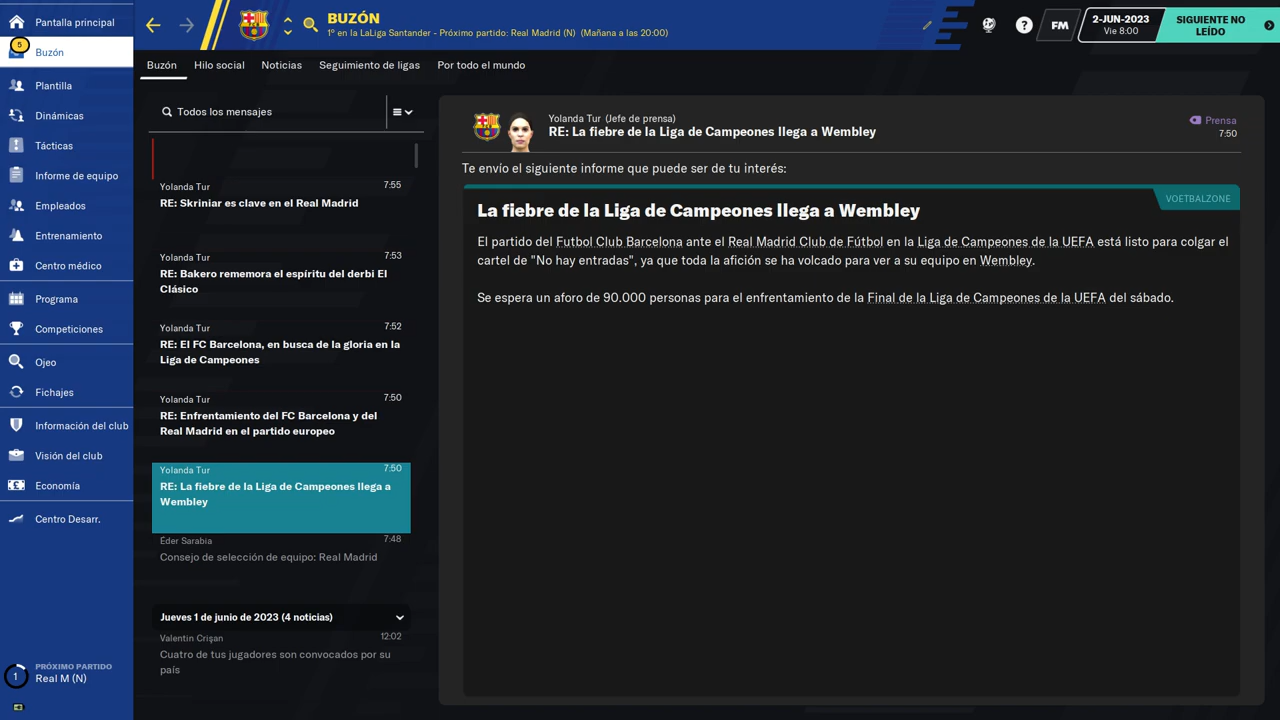 Pantalla principal
5
Buzón
Plantilla
Dinámicas
Tácticas
Informe de equipo
Empleados
Entrenamiento
Centro médico
Programa
Competiciones
Ojeo
Fichajes
Información del club
Visión del club
Economía
Centro Desarr.
1
PRÓXIMO PARTIDO
Real M (N)
BUZÓN
1º en la LaLiga Santander - Próximo partido: Real Madrid (N) (Mañana a las 20:00)
?
FM
2-JUN-2023
Vie 8:00
SIGUIENTE NO
LEÍDO
Buzón
Hilo social
Noticias
Seguimiento de ligas
Por todo el mundo
Todos los mensajes
Yolanda Tur 7:55
RE: Skriniar es clave en el Real Madrid
Yolanda Tur 7:53
RE: Bakero rememora el espíritu del derbi El
Clásico
Yolanda Tur 7:52
RE: El FC Barcelona, en busca de la gloria en la
Liga de Campeones
Yolanda Tur 7:50
RE: Enfrentamiento del FC Barcelona y del
Real Madrid en el partido europeo
Yolanda Tur 7:50
RE: La fiebre de la Liga de Campeones llega a
Wembley
Éder Sarabia 7:48
Consejo de selección de equipo: Real Madrid
Jueves 1 de junio de 2023 (4 noticias)
Valentin Crişan 12:02
Cuatro de tus jugadores son convocados por su
país
Yolanda Tur (Jefe de prensa)
RE: La fiebre de la Liga de Campeones llega a Wembley
Prensa
7:50
Te envío el siguiente informe que puede ser de tu interés:
VOETBALZONE
La fiebre de la Liga de Campeones llega a Wembley
El partido del Futbol Club Barcelona ante el Real Madrid Club de Fútbol en la Liga de Campeones de la UEFA está listo para colgar el
cartel de "No hay entradas", ya que toda la afición se ha volcado para ver a su equipo en Wembley.
Se espera un aforo de 90.000 personas para el enfrentamiento de la Final de la Liga de Campeones de la UEFA del sábado.